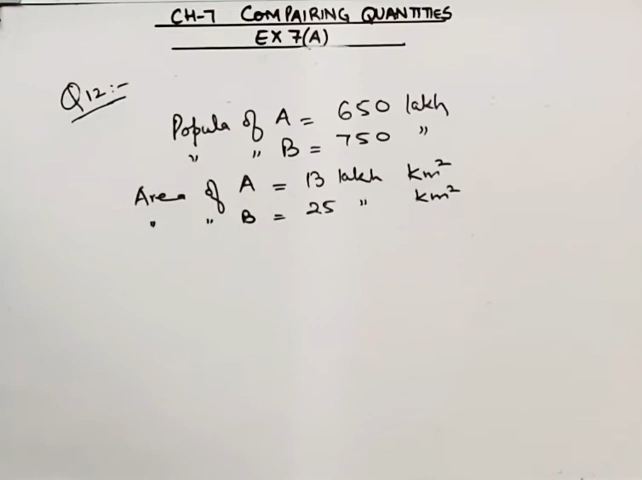 CH-7 COMPAIRING QUANTITIES
EX 7(A)
Q12:-
Popula of A = 650 lakh
" " B = 750 "
Area of A = 13 lakh km²
" " B = 25 " km²